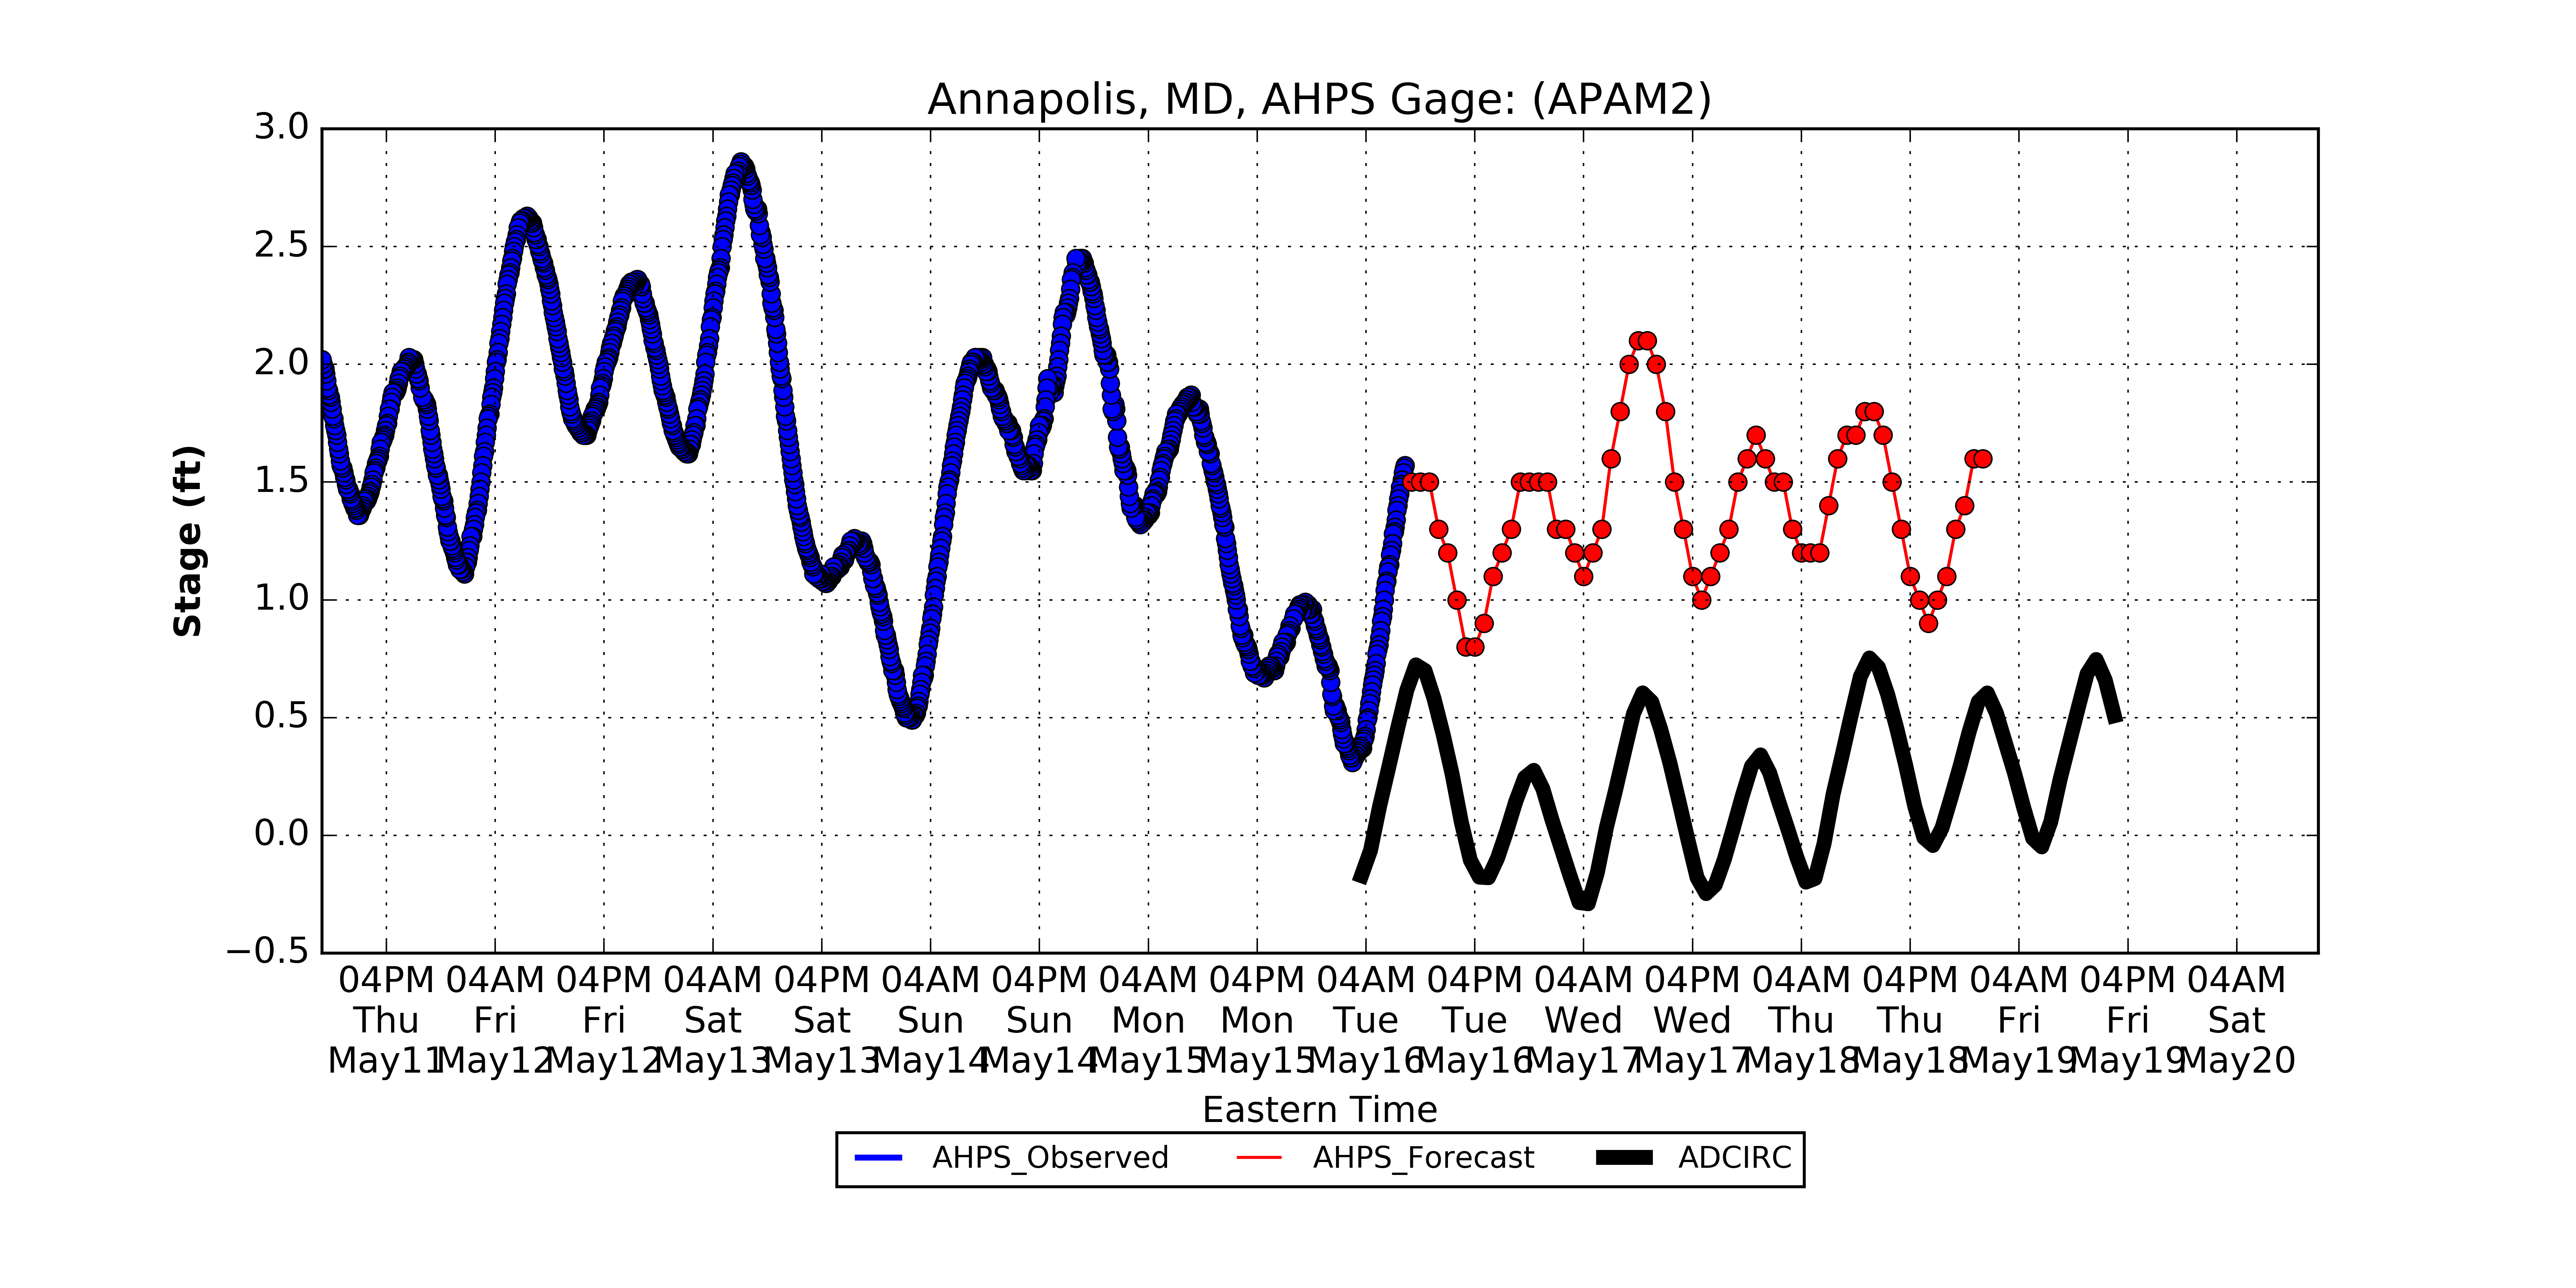 Annapolis, MD, AHPS Gage: (APAM2)
3.0
2.5
2.0
1.5
1.0
0.5
0.0
−0.5
Stage (ft)
04PM 04AM 04PM 04AM 04PM 04AM 04PM 04AM 04PM 04AM 04PM 04AM 04PM 04AM 04PM 04AM 04PM 04AM
Thu Fri Fri Sat Sat Sun Sun Mon Mon Tue Tue Wed Wed Thu Thu Fri Fri Sat
May11 May12 May12 May13 May13 May14 May14 May15 May15 May16 May16 May17 May17 May18 May18 May19 May19 May20
Eastern Time
AHPS_Observed AHPS_Forecast ADCIRC